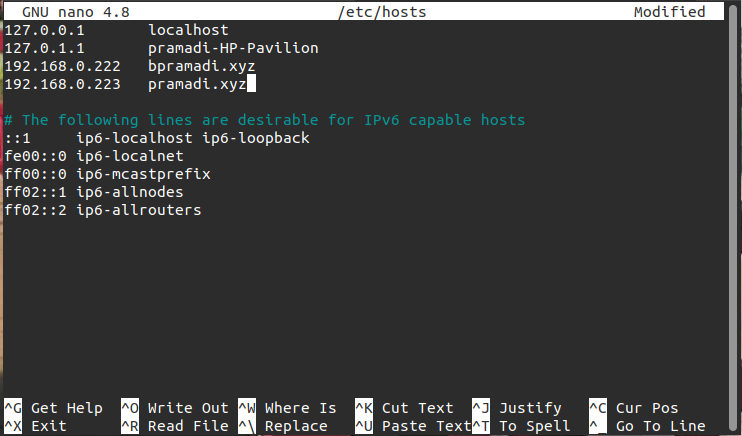 GNU nano 4.8 /etc/hosts Modified
127.0.0.1 localhost
127.0.1.1 pramadi-HP-Pavilion
192.168.0.222 bpramadi.xyz
192.168.0.223 pramadi.xyz
# The following lines are desirable for IPv6 capable hosts
::1 ip6-localhost ip6-loopback
fe00::0 ip6-localnet
ff00::0 ip6-mcastprefix
ff02::1 ip6-allnodes
ff02::2 ip6-allrouters
^G Get Help ^O Write Out ^W Where Is ^K Cut Text ^J Justify ^C Cur Pos
^X Exit ^R Read File ^\ Replace ^U Paste Text ^T To Spell ^_ Go To Line